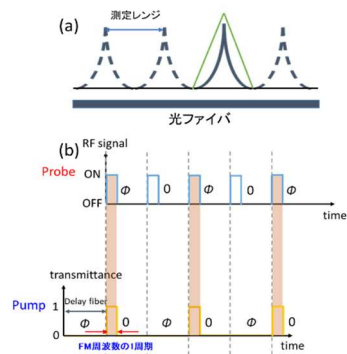 (a)
測定レンジ
光ファイバ
(b)
RF signal
Probe ON Φ 0 Φ 0 Φ
OFF
time
transmittance
Pump 1
Delay fiber
Φ 0 Φ 0 Φ 0
0
time
FM周波数の1周期